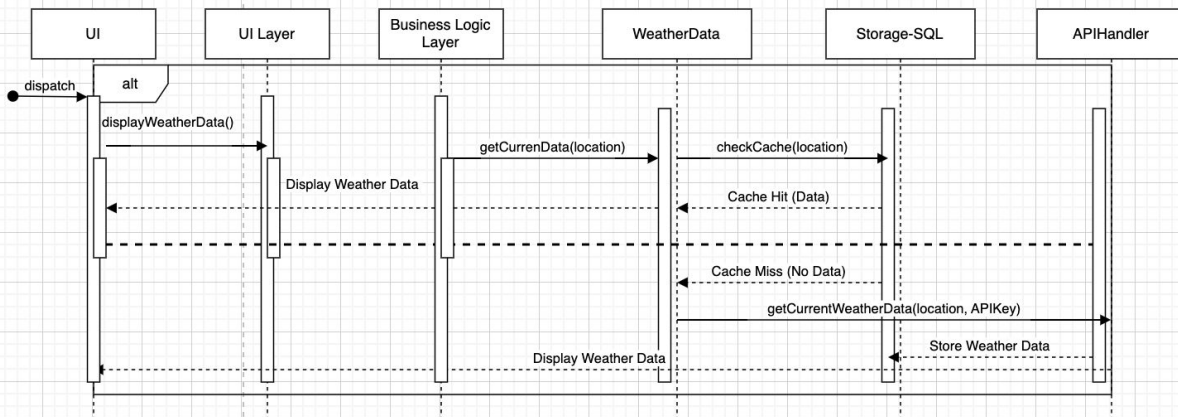 UI
UI Layer
Business Logic
Layer
WeatherData
Storage-SQL
APIHandler
dispatch
alt
displayWeatherData()
getCurrenData(location)
checkCache(location)
Display Weather Data
Cache Hit (Data)
Cache Miss (No Data)
getCurrentWeatherData(location, APIKey)
Store Weather Data
Display Weather Data